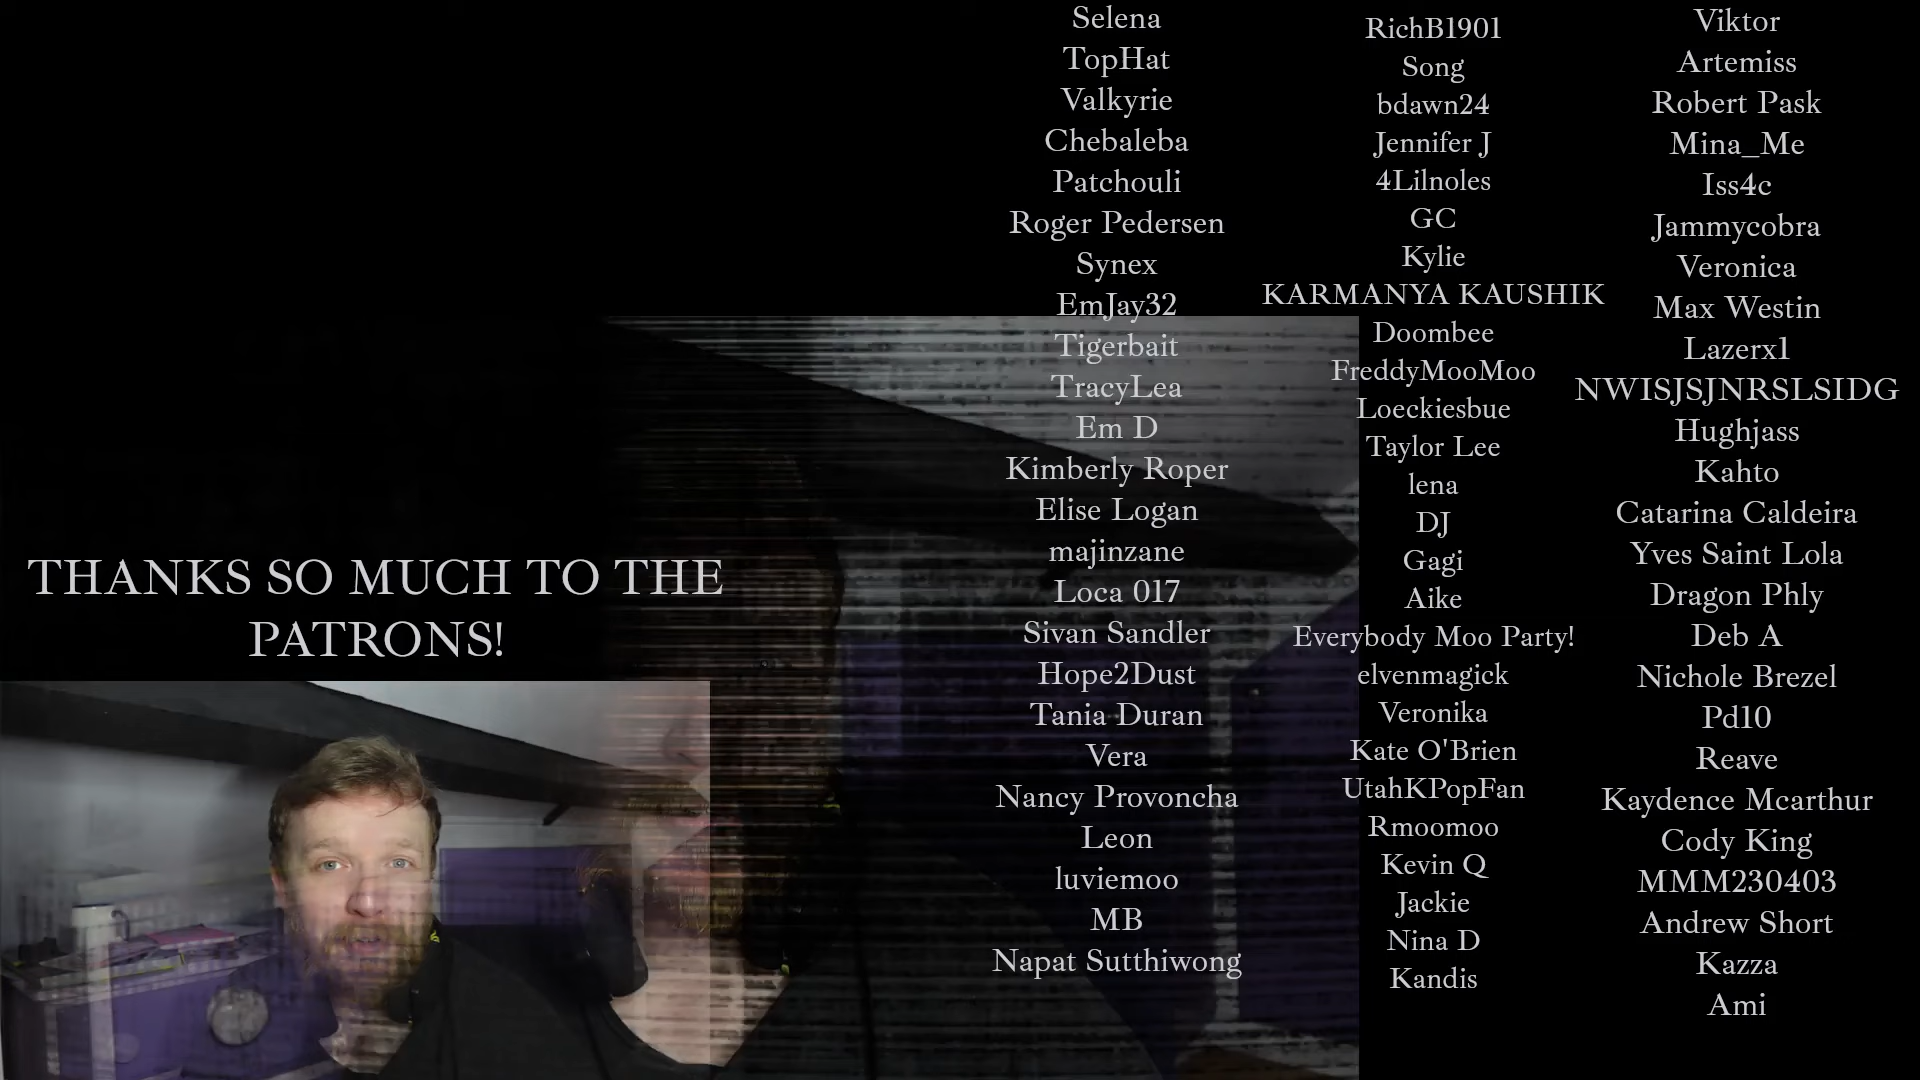 THANKS SO MUCH TO THE
PATRONS!
Selena
TopHat
Valkyrie
Chebaleba
Patchouli
Roger Pedersen
Synex
EmJay32
Tigerbait
TracyLea
Em D
Kimberly Roper
Elise Logan
majinzane
Loca 017
Sivan Sandler
Hope2Dust
Tania Duran
Vera
Nancy Provoncha
Leon
luviemoo
MB
Napat Sutthiwong
RichB1901
Song
bdawn24
Jennifer J
4Lilnoles
GC
Kylie
KARMANYA KAUSHIK
Doombee
FreddyMooMoo
Loeckiesbue
Taylor Lee
lena
DJ
Gagi
Aike
Everybody Moo Party!
elvenmagick
Veronika
Kate O'Brien
UtahKPopFan
Rmoomoo
Kevin Q
Jackie
Nina D
Kandis
Viktor
Artemiss
Robert Pask
Mina_Me
Iss4c
Jammycobra
Veronica
Max Westin
Lazerx1
NWISJSJNRSLSIDG
Hughjass
Kahto
Catarina Caldeira
Yves Saint Lola
Dragon Phly
Deb A
Nichole Brezel
Pd10
Reave
Kaydence Mcarthur
Cody King
MMM230403
Andrew Short
Kazza
Ami